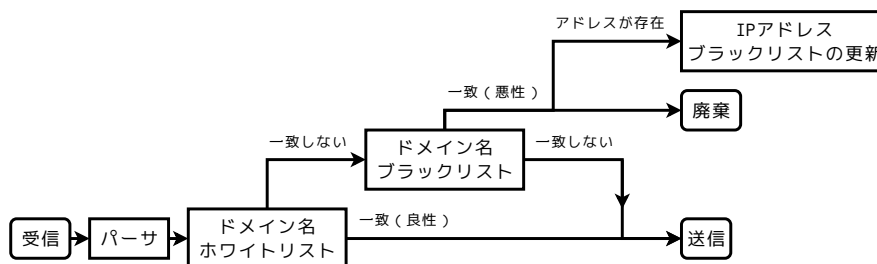 アドレスが存在
IPアドレス
ブラックリストの更新
一致（悪性）
廃棄
一致しない
ドメイン名
ブラックリスト
一致しない
受信
パーサ
ドメイン名
ホワイトリスト
一致（良性）
送信